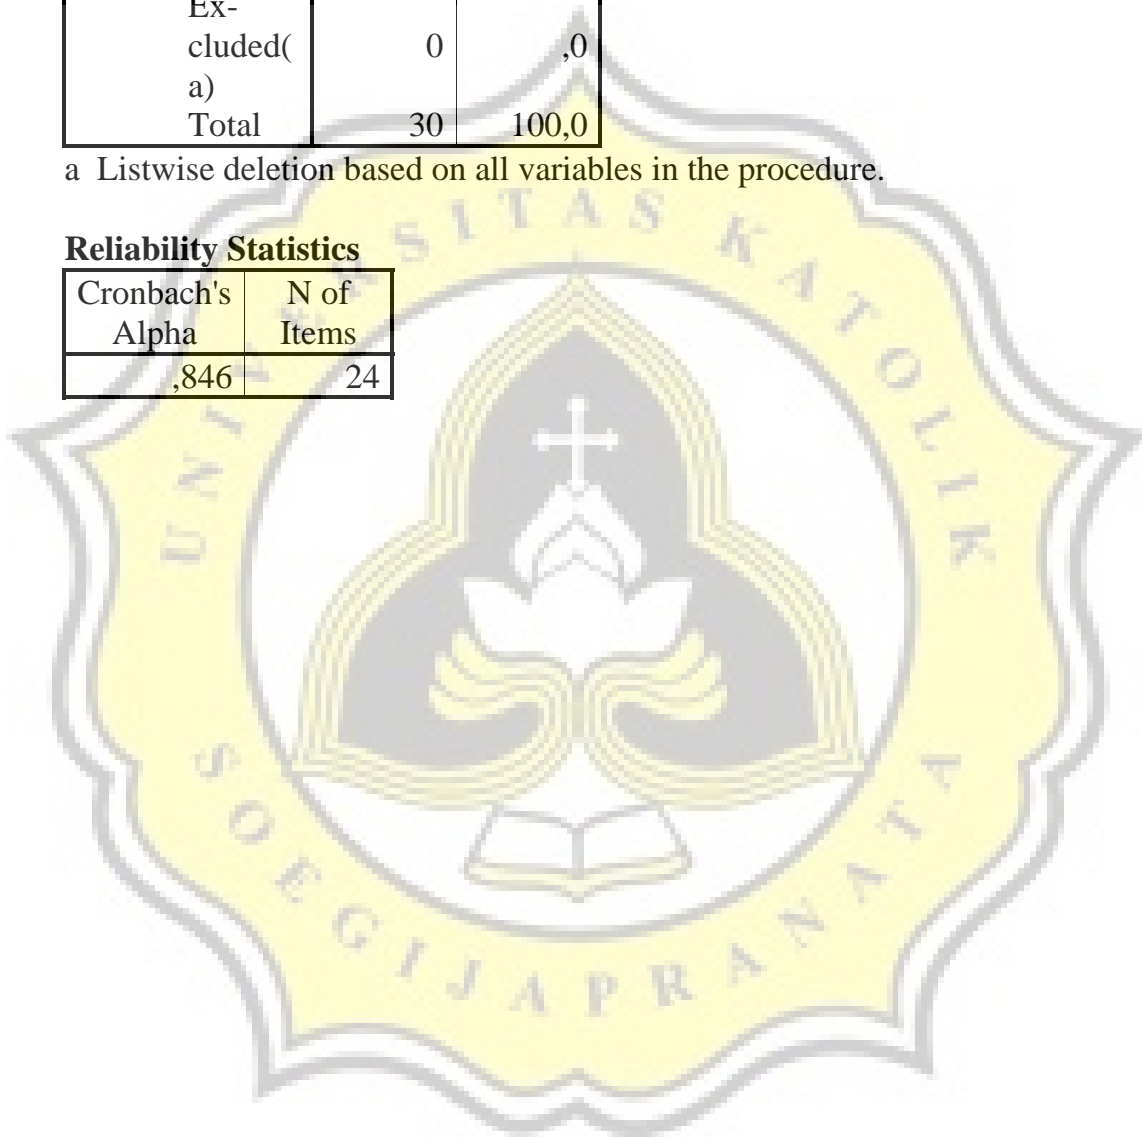 Ex-
cluded( 0 ,0
a)
Total 30 100,0
a Listwise deletion based on all variables in the procedure.
Reliability Statistics
Cronbach's N of
Alpha Items
,846 24
UNIVERSITAS KATOLIK
SOEGIJAPRANATA